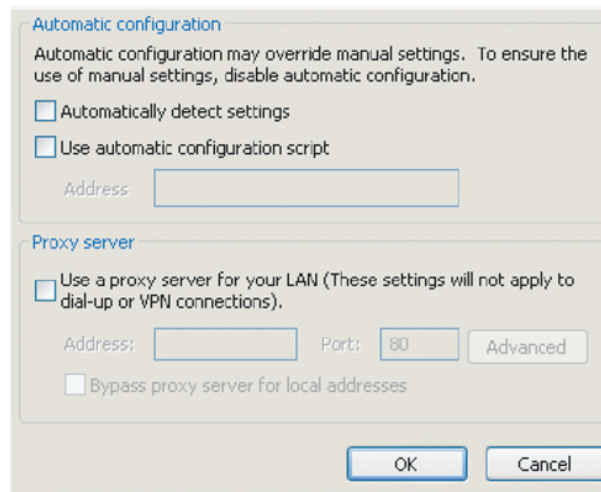 Automatic configuration
Automatic configuration may override manual settings. To ensure the
use of manual settings, disable automatic configuration.
Automatically detect settings
Use automatic configuration script
Address
Proxy server
Use a proxy server for your LAN (These settings will not apply to
dial-up or VPN connections).
Address: Port: 80 Advanced
Bypass proxy server for local addresses
OK Cancel